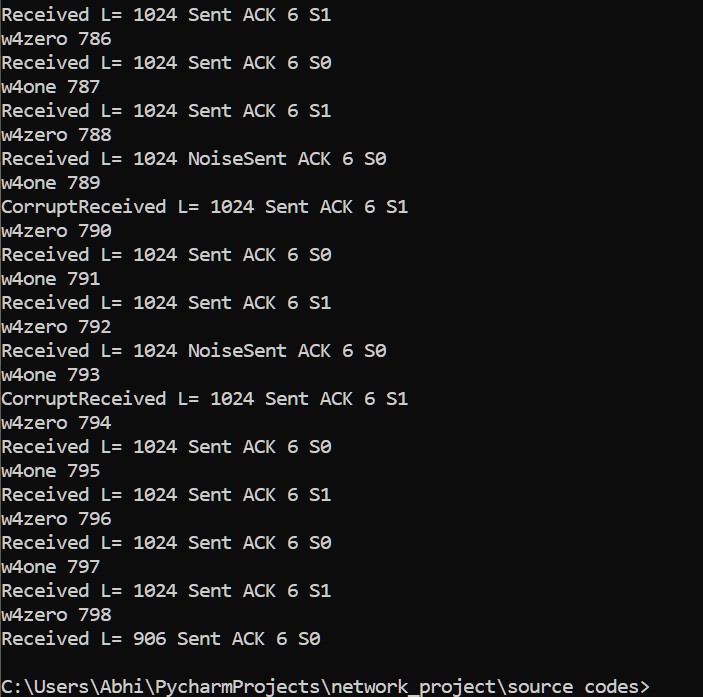 Received L= 1024 Sent ACK 6 S1
w4zero 786
Received L= 1024 Sent ACK 6 S0
w4one 787
Received L= 1024 Sent ACK 6 S1
w4zero 788
Received L= 1024 NoiseSent ACK 6 S0
w4one 789
CorruptReceived L= 1024 Sent ACK 6 S1
w4zero 790
Received L= 1024 Sent ACK 6 S0
w4one 791
Received L= 1024 Sent ACK 6 S1
w4zero 792
Received L= 1024 NoiseSent ACK 6 S0
w4one 793
CorruptReceived L= 1024 Sent ACK 6 S1
w4zero 794
Received L= 1024 Sent ACK 6 S0
w4one 795
Received L= 1024 Sent ACK 6 S1
w4zero 796
Received L= 1024 Sent ACK 6 S0
w4one 797
Received L= 1024 Sent ACK 6 S1
w4zero 798
Received L= 906 Sent ACK 6 S0
C:\Users\Abhi\PycharmProjects\network_project\source codes>